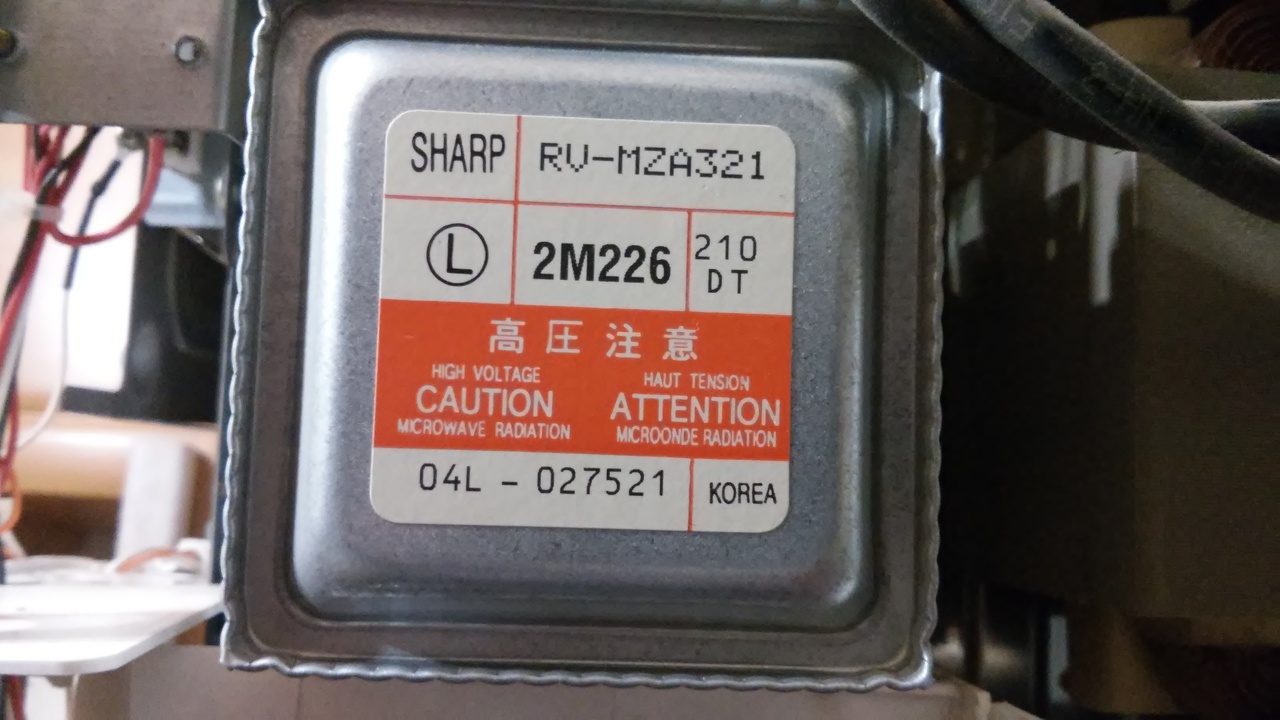 SHARP RV-MZA321
L 2M226 210
DT
高圧注意
HIGH VOLTAGE HAUT TENSION
CAUTION ATTENTION
MICROWAVE RADIATION MICROONDE RADIATION
04L - 027521 KOREA